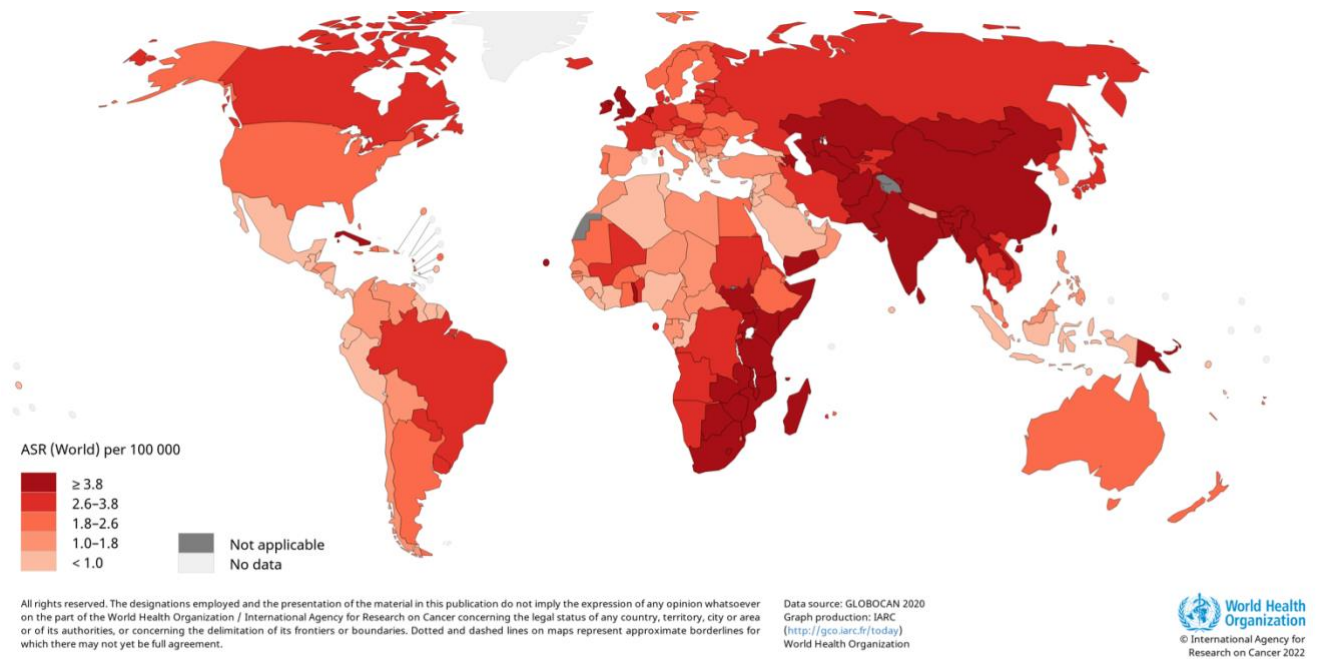 ASR (World) per 100 000
≥ 3.8
2.6–3.8
1.8–2.6
1.0–1.8
< 1.0
Not applicable
No data
All rights reserved. The designations employed and the presentation of the material in this publication do not imply the expression of any opinion whatsoever
on the part of the World Health Organization / International Agency for Research on Cancer concerning the legal status of any country, territory, city or area
or of its authorities, or concerning the delimitation of its frontiers or boundaries. Dotted and dashed lines on maps represent approximate borderlines for
which there may not yet be full agreement.
Data source: GLOBOCAN 2020
Graph production: IARC
(http://gco.iarc.fr/today)
World Health Organization
World Health
Organization
© International Agency for
Research on Cancer 2022